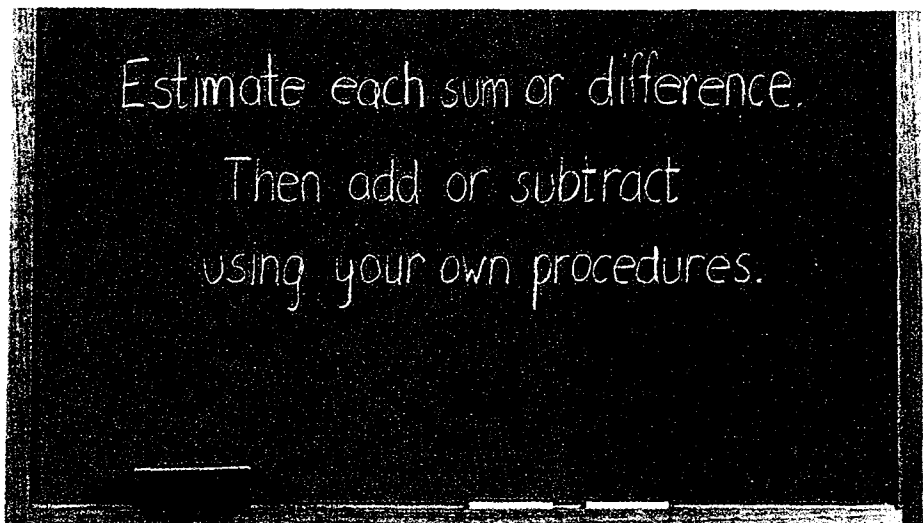 Estimate each sum or difference.
Then add or subtract
using your own procedures.